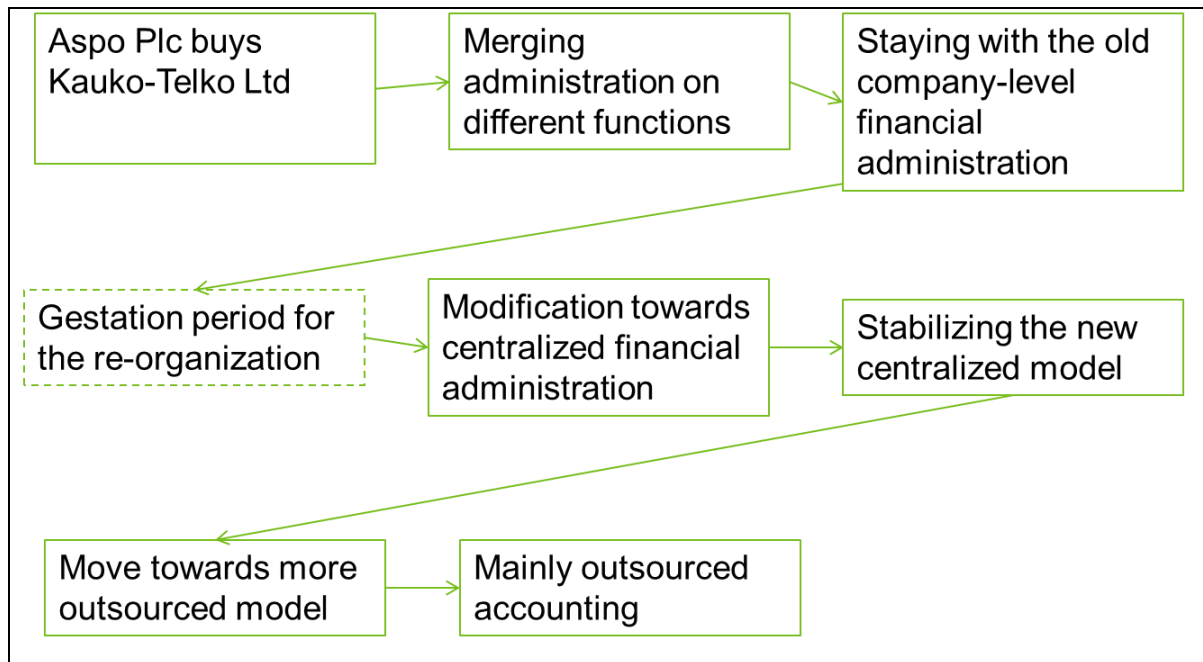 Aspo Plc buys
Kauko-Telko Ltd
Merging
administration on
different functions
Staying with the old
company-level
financial
administration
Gestation period for
the re-organization
Modification towards
centralized financial
administration
Stabilizing the new
centralized model
Move towards more
outsourced model
Mainly outsourced
accounting